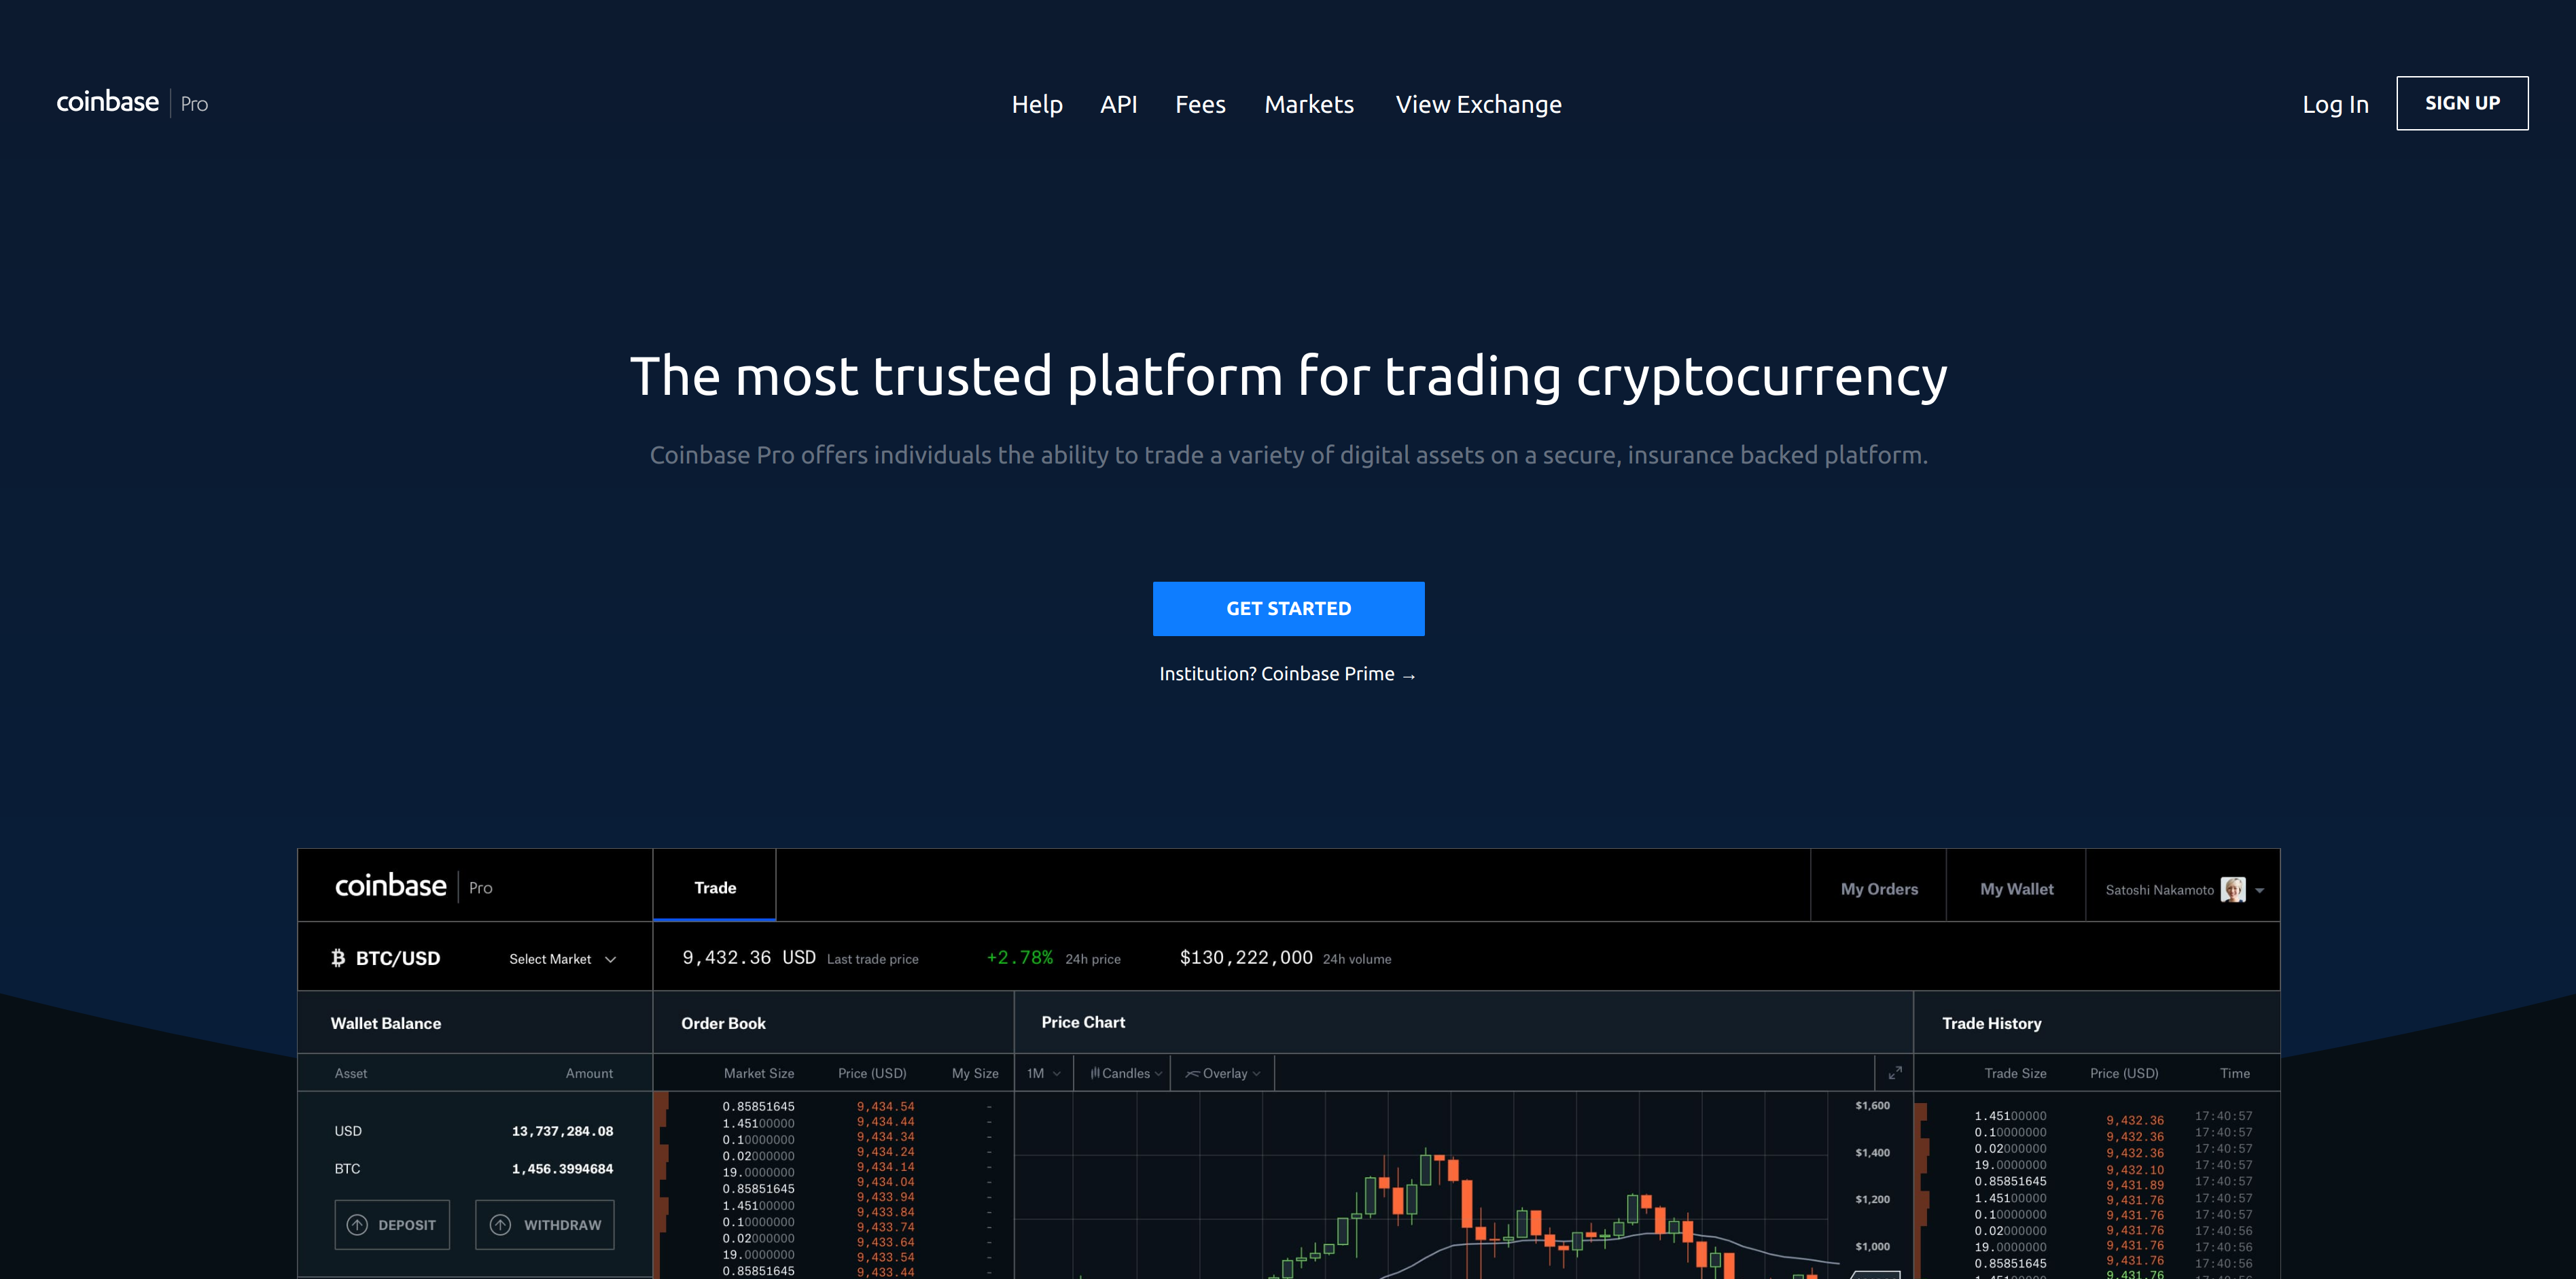 coinbase Pro
Help API Fees Markets View Exchange
Log In SIGN UP
The most trusted platform for trading cryptocurrency
Coinbase Pro offers individuals the ability to trade a variety of digital assets on a secure, insurance backed platform.
GET STARTED
Institution? Coinbase Prime →
coinbase Pro
Trade
My Orders My Wallet Satoshi Nakamoto
BTC/USD Select Market
9,432.36 USD Last trade price +2.78% 24h price $130,222,000 24h volume
Wallet Balance
Asset Amount
USD 13,737,284.08
BTC 1,456.3994684
DEPOSIT WITHDRAW
Order Book
Market Size Price (USD) My Size
0.85851645 9,434.54 -
1.45100000 9,434.44 -
0.10000000 9,434.34 -
0.02000000 9,434.24 -
19.0000000 9,434.14 -
0.85851645 9,434.04 -
1.45100000 9,433.94 -
0.10000000 9,433.84 -
0.02000000 9,433.74 -
19.0000000 9,433.64 -
0.85851645 9,433.54 -
9,433.44 -
Price Chart
1M Candles Overlay
$1,600
$1,400
$1,200
$1,000
Trade History
Trade Size Price (USD) Time
1.45100000 9,432.36 17:40:57
0.10000000 9,432.36 17:40:57
0.02000000 9,432.36 17:40:57
19.0000000 9,432.10 17:40:57
0.85851645 9,431.89 17:40:57
1.45100000 9,431.76 17:40:57
0.10000000 9,431.76 17:40:57
0.02000000 9,431.76 17:40:56
19.0000000 9,431.76 17:40:56
0.85851645 9,431.76 17:40:56
9,431.76